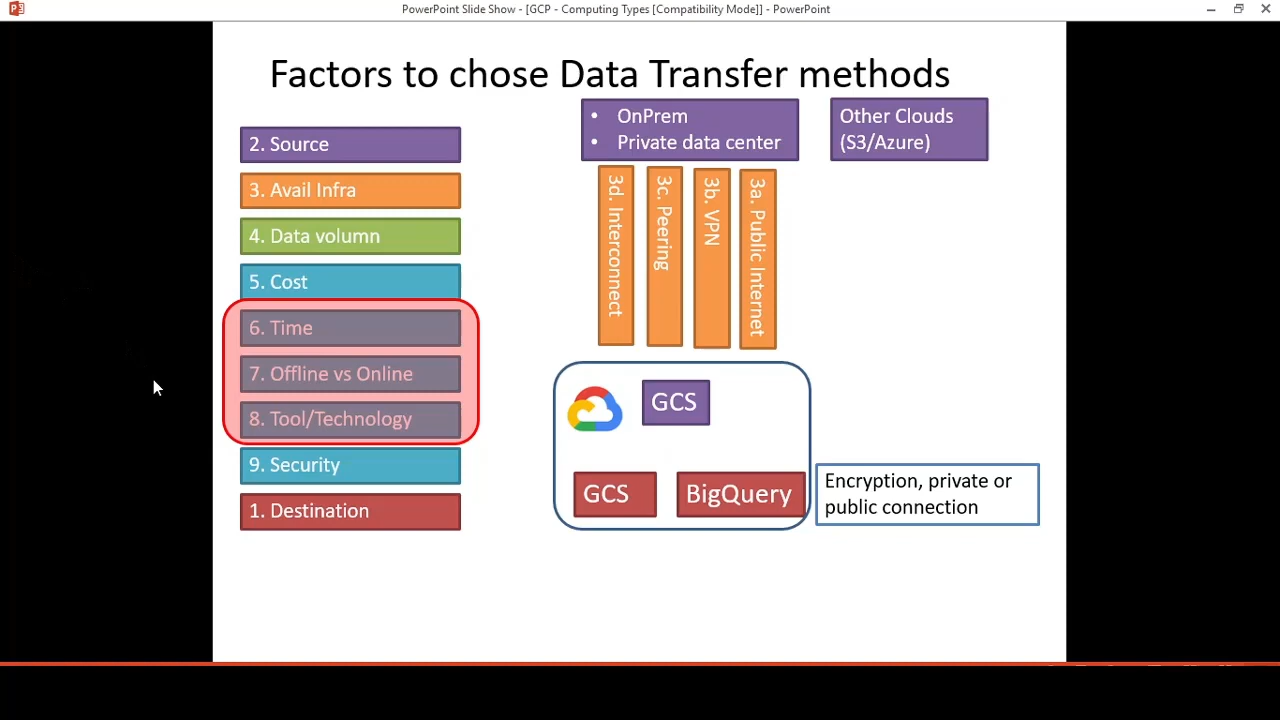 PowerPoint Slide Show - [GCP - Computing Types [Compatibility Mode]] - PowerPoint
Factors to chose Data Transfer methods
2. Source
3. Avail Infra
4. Data volumn
5. Cost
6. Time
7. Offline vs Online
8. Tool/Technology
9. Security
1. Destination
• OnPrem
• Private data center
Other Clouds
(S3/Azure)
3d. Interconnect
3c. Peering
3b. VPN
3a. Public Internet
GCS
GCS
BigQuery
Encryption, private or
public connection